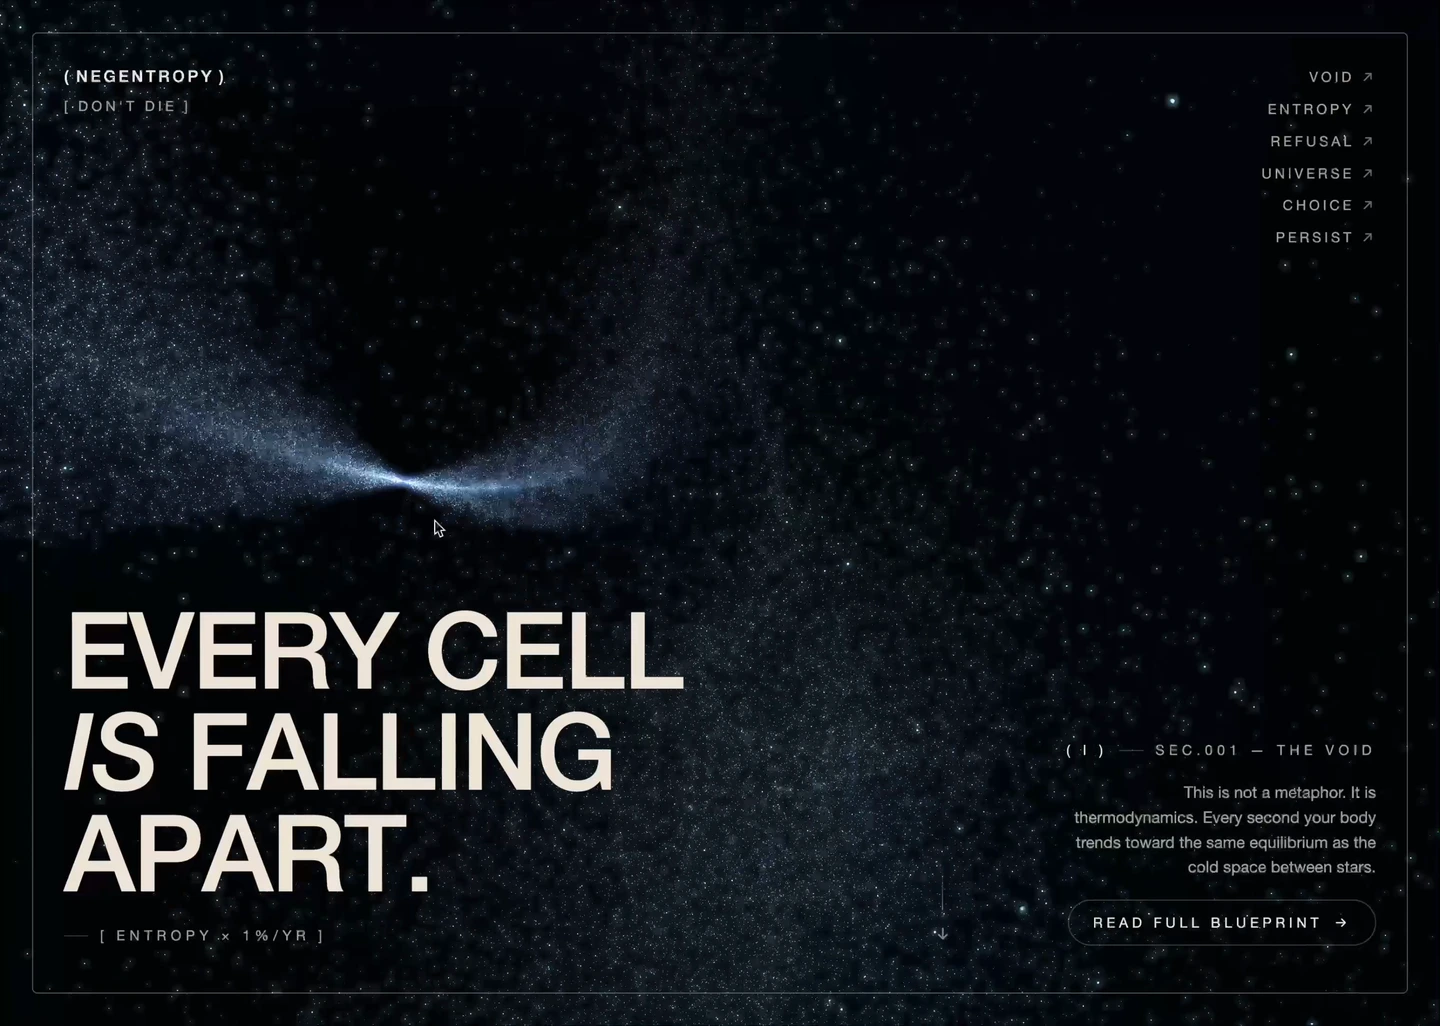 ( NEGENTROPY )
[ DON'T DIE ]
VOID ↗
ENTROPY ↗
REFUSAL ↗
UNIVERSE ↗
CHOICE ↗
PERSIST ↗
EVERY CELL
IS FALLING
APART.
[ ENTROPY × 1%/YR ]
( I ) — SEC.001 — THE VOID
This is not a metaphor. It is
thermodynamics. Every second your body
trends toward the same equilibrium as the
cold space between stars.
READ FULL BLUEPRINT →